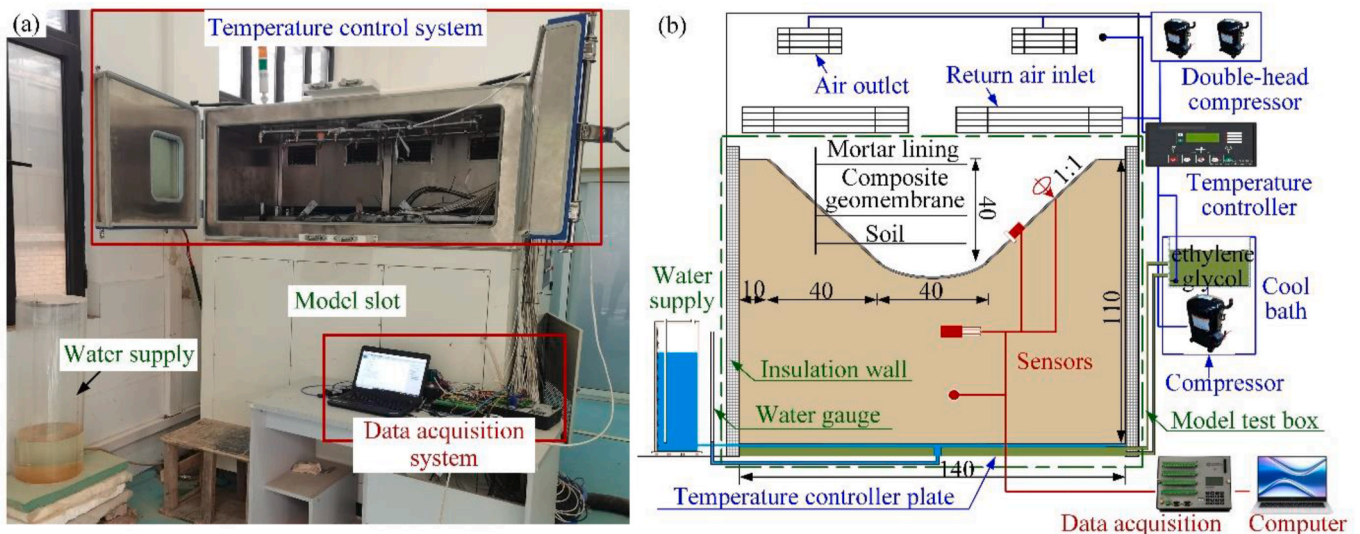 (a)
Temperature control system
Model slot
Water supply
Data acquisition
system
(b)
Air outlet
Return air inlet
Double-head
compressor
Mortar lining
Composite
geomembrane
Soil
1:1
40
Temperature
controller
Water
supply
10
40
40
110
ethylene
glycol
Cool
bath
Insulation wall
Sensors
Compressor
Water gauge
Model test box
140
Temperature controller plate
Data acquisition
Computer